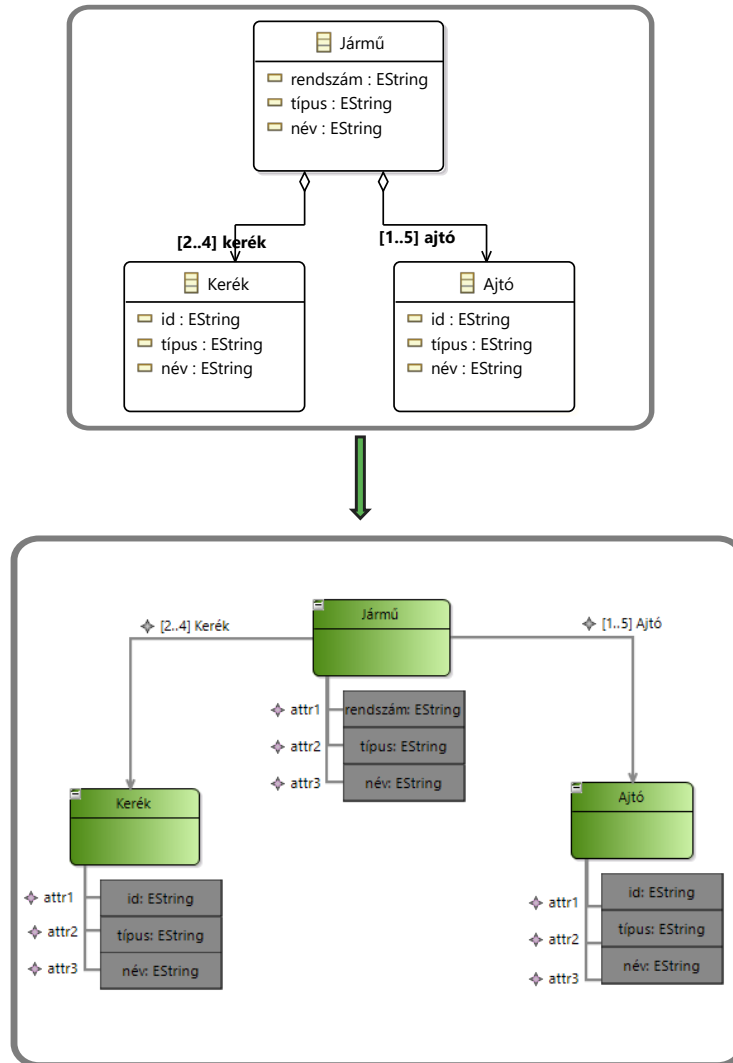 Jármű
rendszám : EString
típus : EString
név : EString
[2..4] kerék
[1..5] ajtó
Kerék
id : EString
típus : EString
név : EString
Ajtó
id : EString
típus : EString
név : EString
Jármű
[2..4] Kerék
[1..5] Ajtó
attr1 rendszám: EString
attr2 típus: EString
attr3 név: EString
Kerék
attr1 id: EString
attr2 típus: EString
attr3 név: EString
Ajtó
attr1 id: EString
attr2 típus: EString
attr3 név: EString